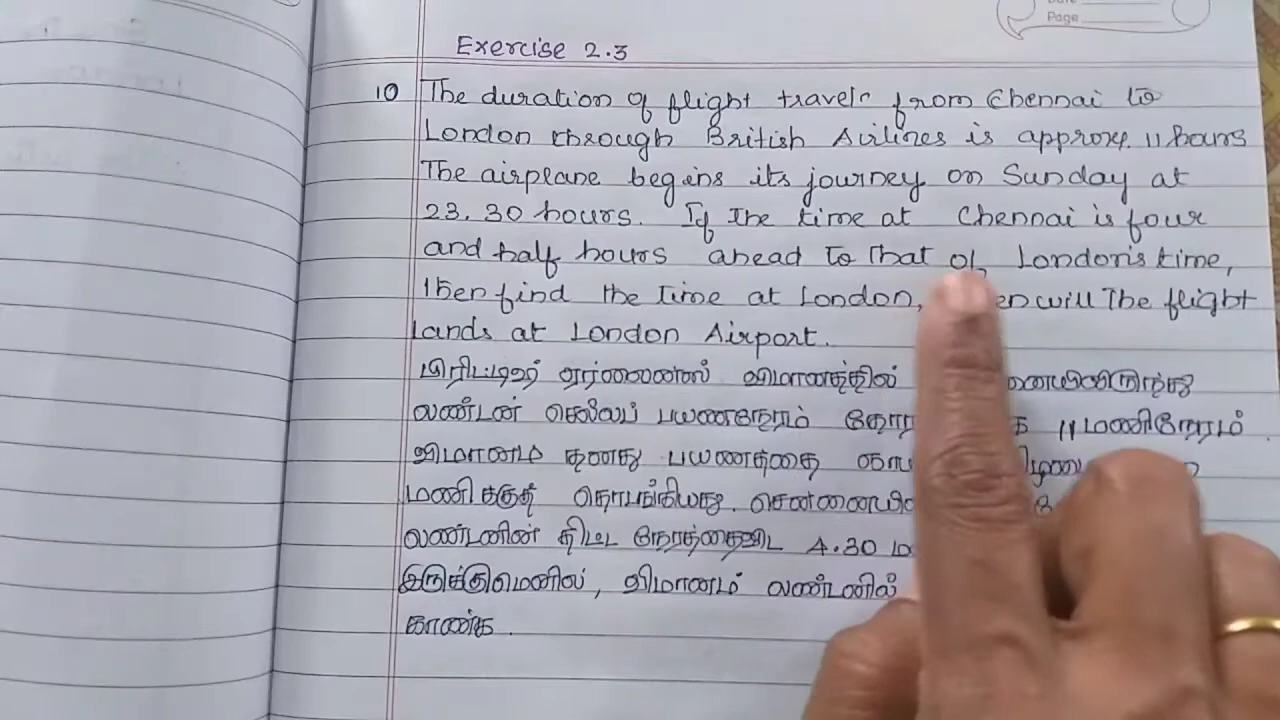 Page
Exercise 2.3
10 The duration of flight travels from Chennai to
London through British Airlines is approx. 11 hours
The airplane begins its journey on Sunday at
23.30 hours. If the time at Chennai is four
and half hours ahead to that of London's time,
then find the time at London, will the flight
lands at London Airport.
பிரிட்டிஷ் ஏர்லைன்ஸ் விமானத்தில்
லண்டன் செல்லப் பயணநேரம் 11 மணிநேரம்.
விமானம் தனது பயணத்தை
மணிக்குத் தொடங்கியது.
லண்டனின் திட்ட நேரத்தைவிட 4.30
இருக்குமெனில், விமானம் லண்டனில்
காண்க.